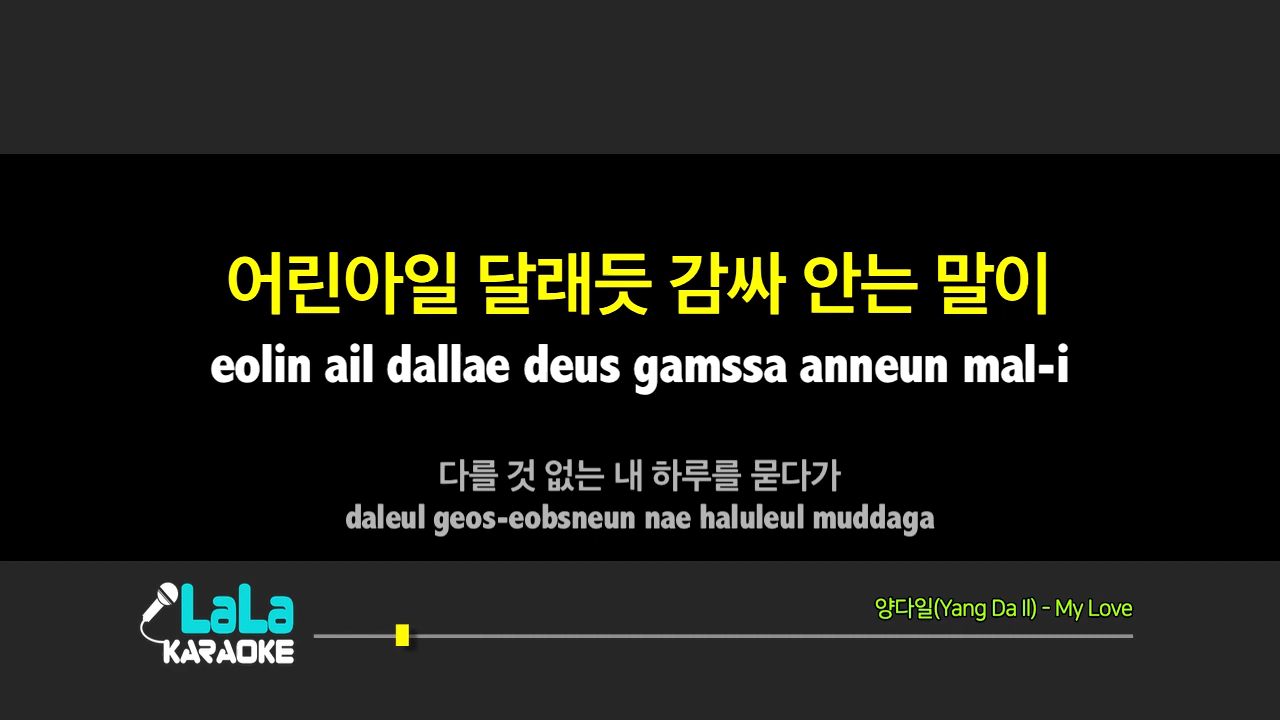 어린아일 달래듯 감싸 안는 말이
eolin ail dallae deus gamssa anneun mal-i
다를 것 없는 내 하루를 묻다가
daleul geos-eobsneun nae haluleul muddaga
LaLa
KARAOKE
양다일(Yang Da Il) - My Love